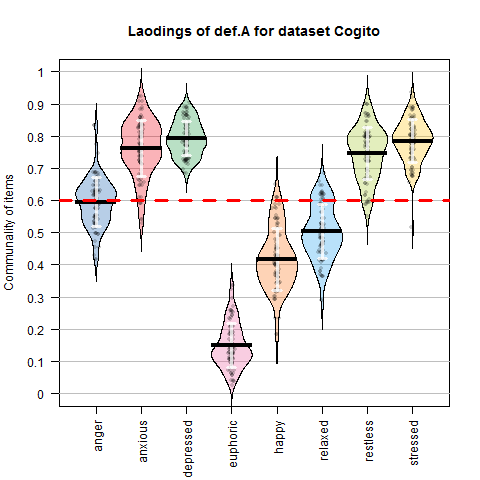 Laodings of def.A for dataset Cogito
Communality of items
1
0.9
0.8
0.7
0.6
0.5
0.4
0.3
0.2
0.1
0
anger
anxious
depressed
euphoric
happy
relaxed
restless
stressed